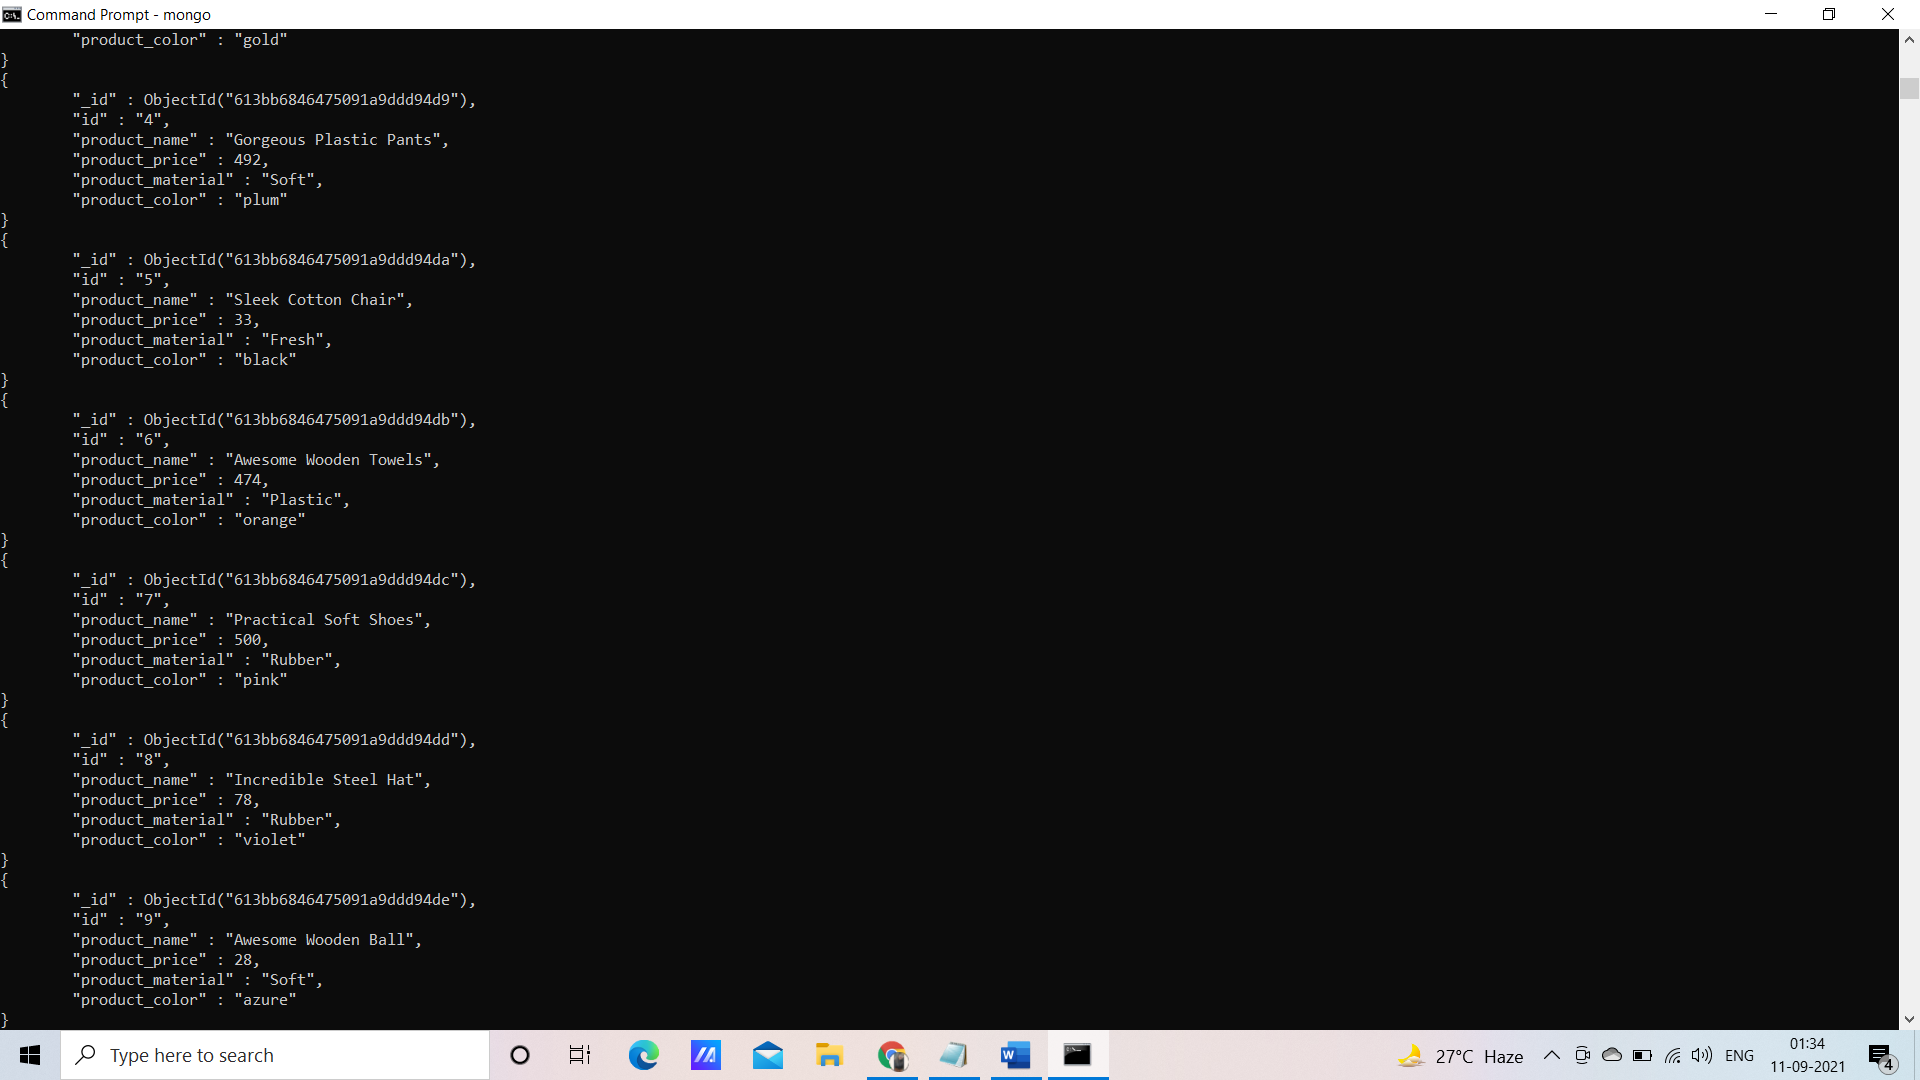 Command Prompt - mongo
"product_color" : "gold"
}
{
"_id" : ObjectId("613bb6846475091a9ddd94d9"),
"id" : "4",
"product_name" : "Gorgeous Plastic Pants",
"product_price" : 492,
"product_material" : "Soft",
"product_color" : "plum"
}
{
"_id" : ObjectId("613bb6846475091a9ddd94da"),
"id" : "5",
"product_name" : "Sleek Cotton Chair",
"product_price" : 33,
"product_material" : "Fresh",
"product_color" : "black"
}
{
"_id" : ObjectId("613bb6846475091a9ddd94db"),
"id" : "6",
"product_name" : "Awesome Wooden Towels",
"product_price" : 474,
"product_material" : "Plastic",
"product_color" : "orange"
}
{
"_id" : ObjectId("613bb6846475091a9ddd94dc"),
"id" : "7",
"product_name" : "Practical Soft Shoes",
"product_price" : 500,
"product_material" : "Rubber",
"product_color" : "pink"
}
{
"_id" : ObjectId("613bb6846475091a9ddd94dd"),
"id" : "8",
"product_name" : "Incredible Steel Hat",
"product_price" : 78,
"product_material" : "Rubber",
"product_color" : "violet"
}
{
"_id" : ObjectId("613bb6846475091a9ddd94de"),
"id" : "9",
"product_name" : "Awesome Wooden Ball",
"product_price" : 28,
"product_material" : "Soft",
"product_color" : "azure"
}
Type here to search
27°C Haze
ENG
01:34
11-09-2021
4